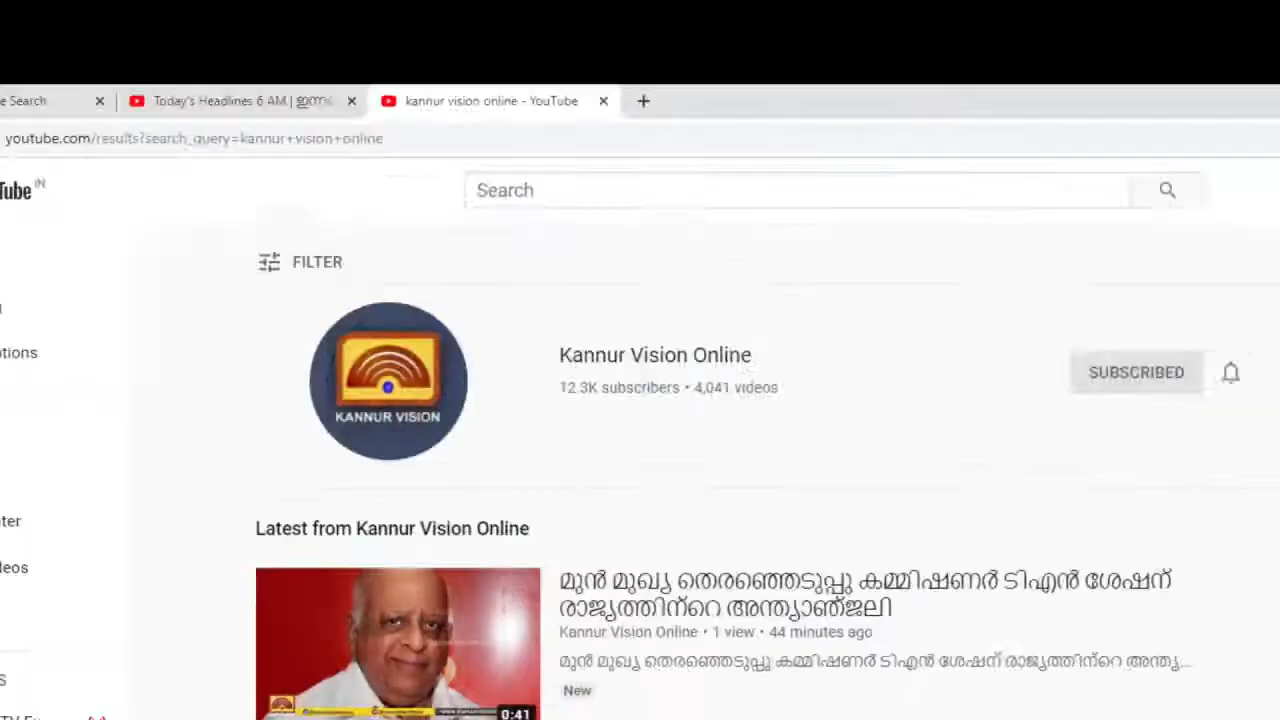 e Search
Today's Headlines 6 AM |
kannur vision online - YouTube
youtube.com/results?search_query=kannur+vision+online
Tube IN
Search
FILTER
KANNUR VISION
Kannur Vision Online
12.3K subscribers • 4,041 videos
SUBSCRIBED
ations
ter
leos
Latest from Kannur Vision Online
മുൻ മുഖ്യ തെരഞ്ഞെടുപ്പു കമ്മിഷണർ ടിഎൻ ശേഷന്
രാജ്യത്തിന്റെ അന്ത്യാഞ്ജലി
Kannur Vision Online • 1 view • 44 minutes ago
മുൻ മുഖ്യ തെരഞ്ഞെടുപ്പു കമ്മിഷണർ ടിഎൻ ശേഷന് രാജ്യത്തിന്റെ അന്ത്യ...
New
0:41
S